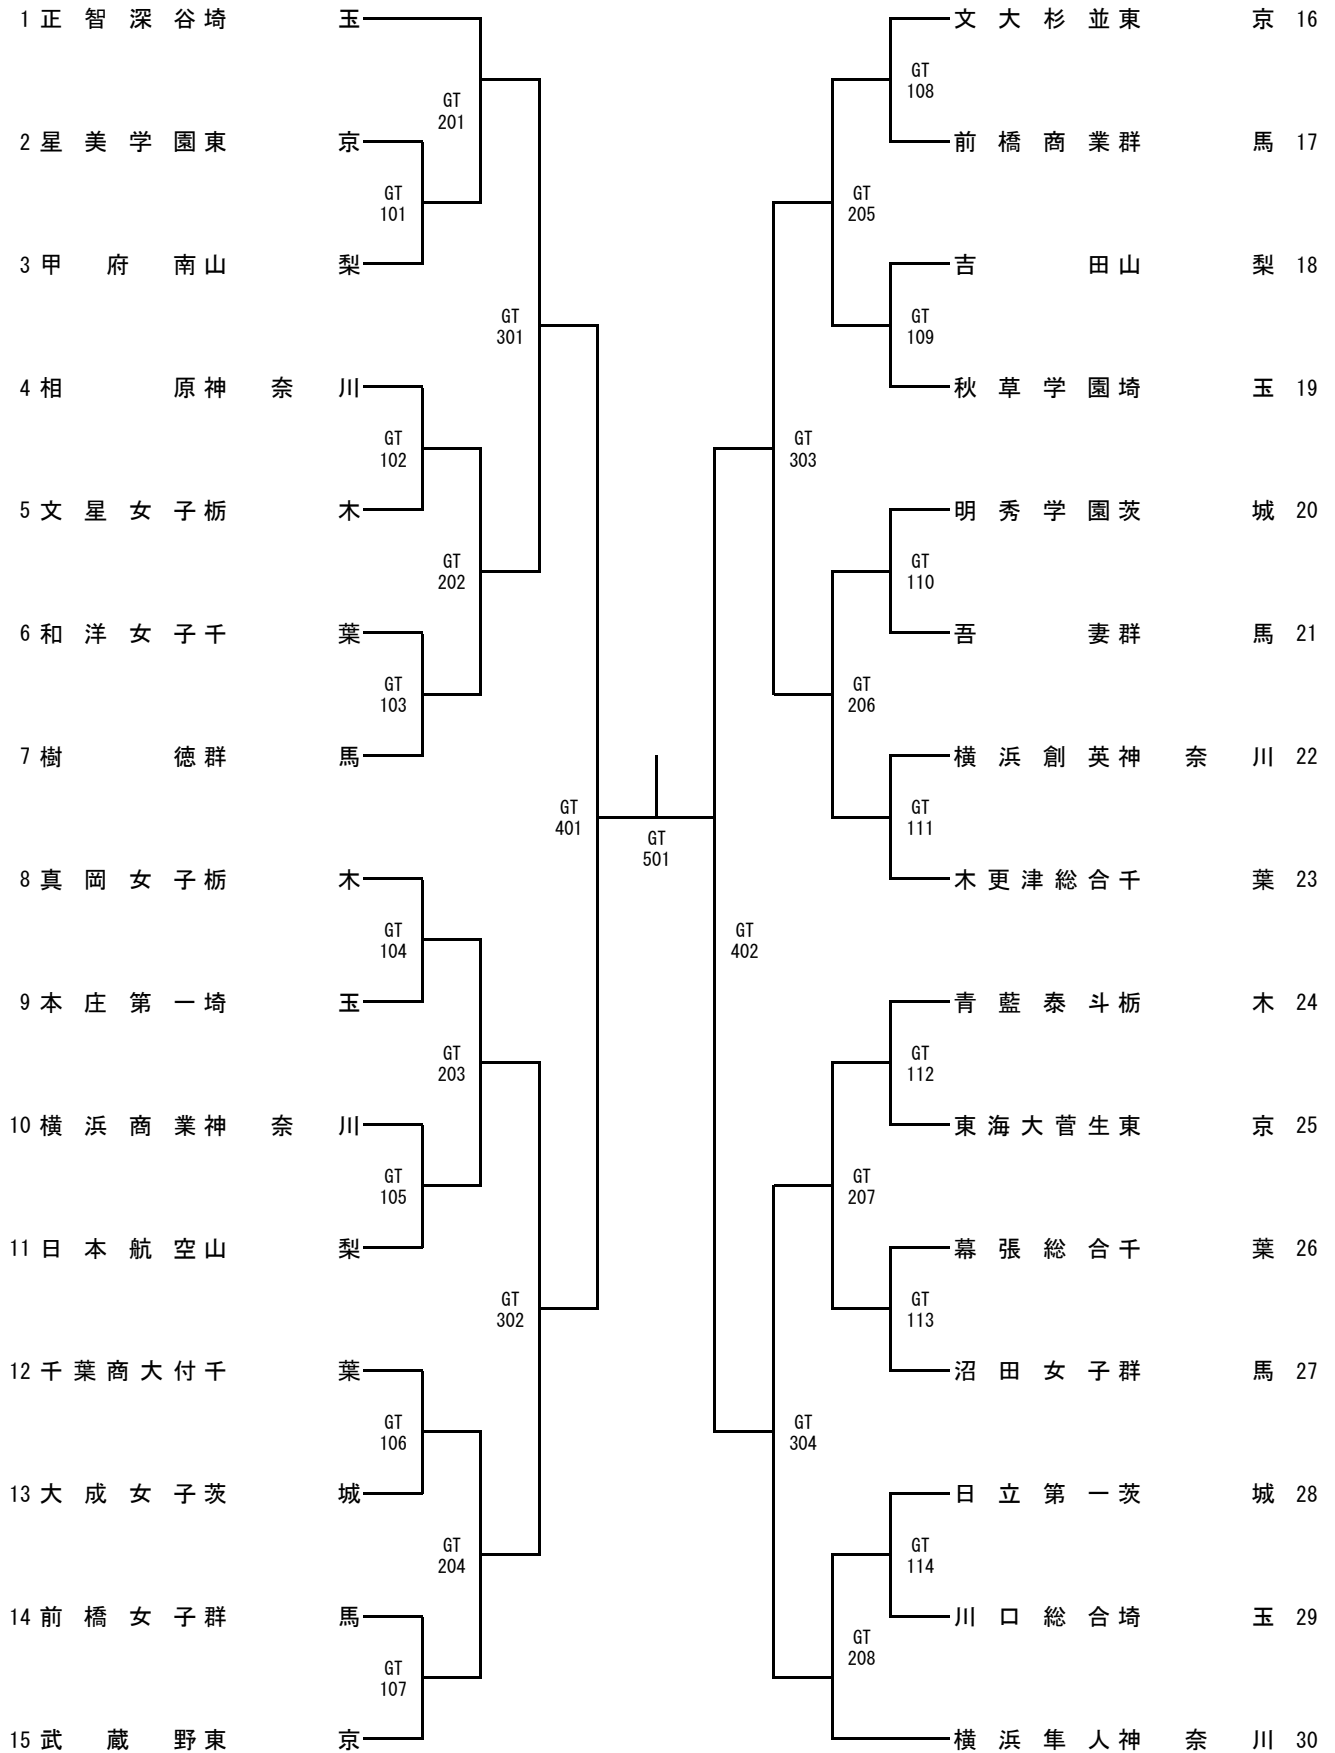 1 正智深谷 埼玉
GT
201
2 星美学園 東京
GT
101
3 甲府南 山梨
GT
301
4 相原 神奈川
GT
102
5 文星女子 栃木
GT
202
6 和洋女子 千葉
GT
103
7 樹徳 群馬
GT
401
8 真岡女子 栃木
GT
104
9 本庄第一 埼玉
GT
203
10 横浜商業 神奈川
GT
105
11 日本航空 山梨
GT
302
12 千葉商大付 千葉
GT
106
13 大成女子 茨城
GT
204
14 前橋女子 群馬
GT
107
15 武蔵野 東京
GT
501
文大杉並 東京 16
GT
108
前橋商業 群馬 17
GT
205
吉田 山梨 18
GT
109
秋草学園 埼玉 19
GT
303
明秀学園 茨城 20
GT
110
吾妻 群馬 21
GT
206
横浜創英 神奈川 22
GT
111
木更津総合 千葉 23
GT
402
青藍泰斗 栃木 24
GT
112
東海大菅生 東京 25
GT
207
幕張総合 千葉 26
GT
113
沼田女子 群馬 27
GT
304
日立第一 茨城 28
GT
114
川口総合 埼玉 29
GT
208
横浜隼人 神奈川 30